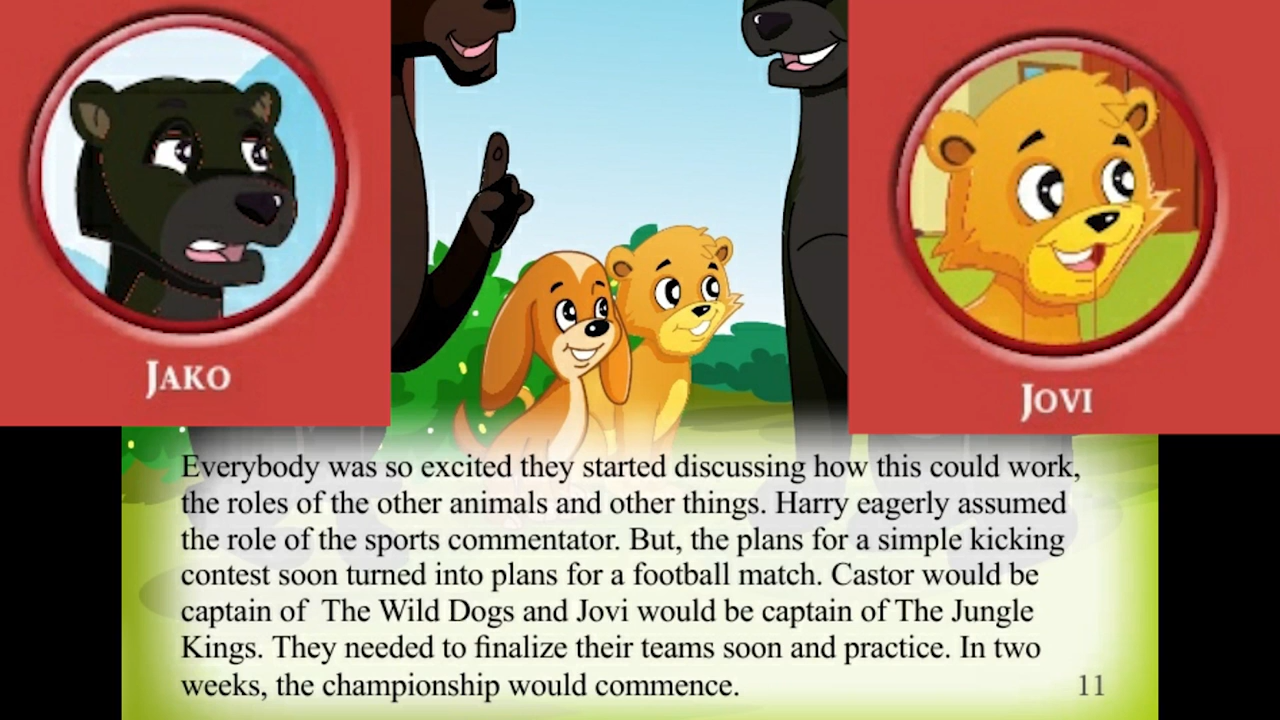 JAKO
JOVI
Everybody was so excited they started discussing how this could work,
the roles of the other animals and other things. Harry eagerly assumed
the role of the sports commentator. But, the plans for a simple kicking
contest soon turned into plans for a football match. Castor would be
captain of  The Wild Dogs and Jovi would be captain of The Jungle
Kings. They needed to finalize their teams soon and practice. In two
weeks, the championship would commence.
11